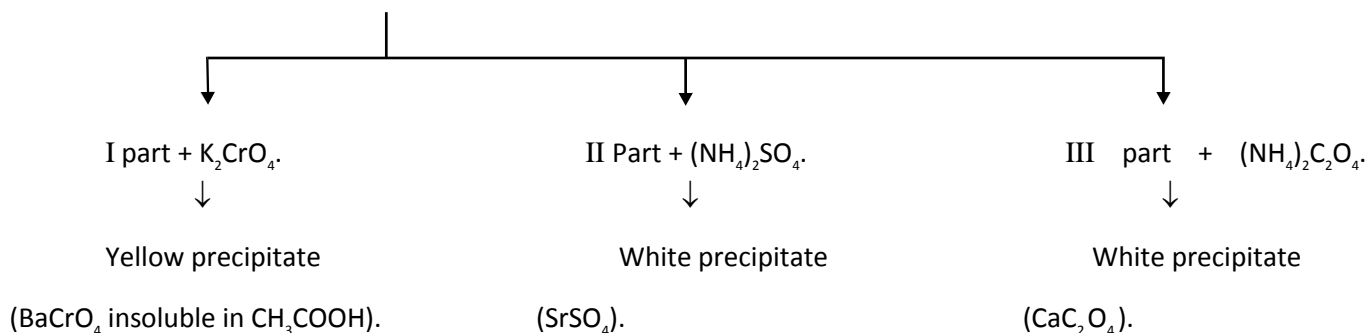 I part + K₂CrO₄. II Part + (NH₄)₂SO₄. III part + (NH₄)₂C₂O₄.
↓ ↓ ↓
Yellow precipitate White precipitate White precipitate
(BaCrO₄ insoluble in CH₃COOH). (SrSO₄). (CaC₂O₄).